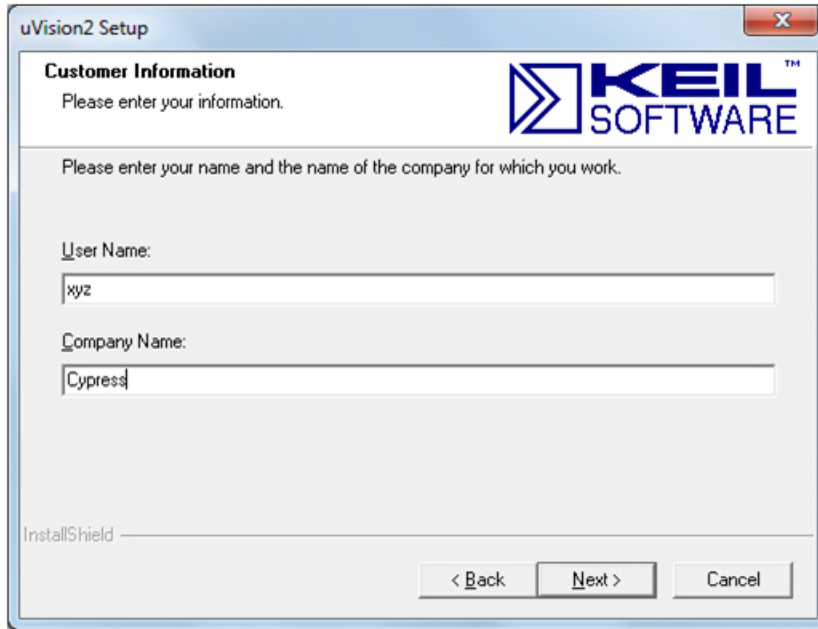 uVision2 Setup
Customer Information
Please enter your information.
KEIL™
SOFTWARE
Please enter your name and the name of the company for which you work.
User Name:
xyz
Company Name:
Cypress
InstallShield
< Back Next > Cancel